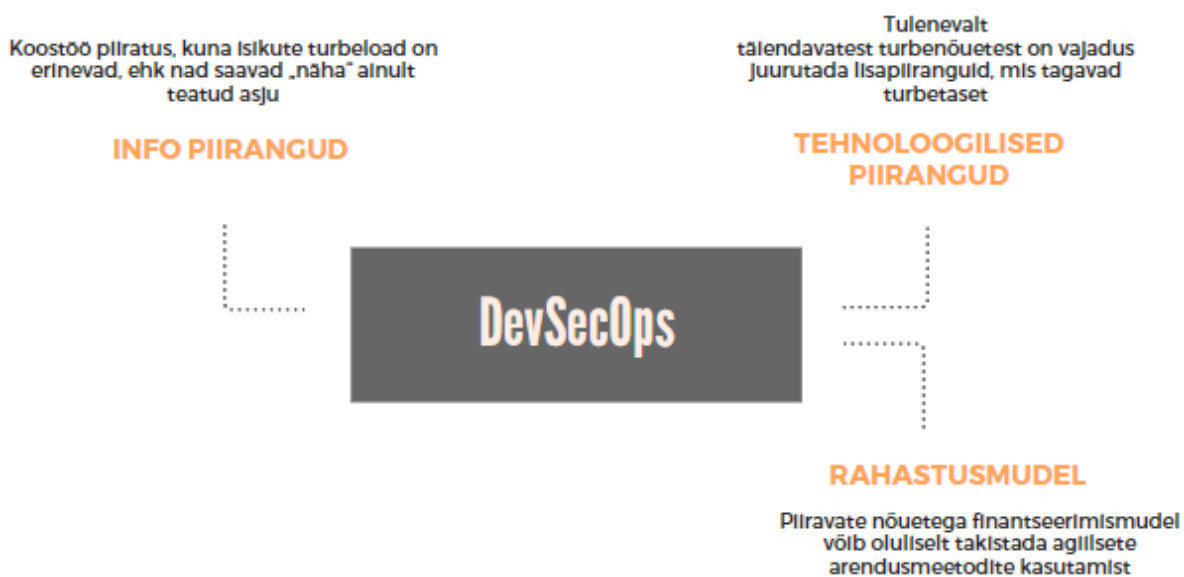 Koostöö piiratus, kuna isikute turbeload on
erinevad, ehk nad saavad „näha“ ainult
teatud asju
INFO PIIRANGUD
Tulenevalt
täiendavatest turbenõuetest on vajadus
juurutada lisapiiranguid, mis tagavad
turbetaset
TEHNOLOOGILISED
PIIRANGUD
DevSecOps
RAHASTUSMUDEL
Piiravate nõuetega finantseerimismudel
võib oluliselt takistada agiilsete
arendusmeetodite kasutamist